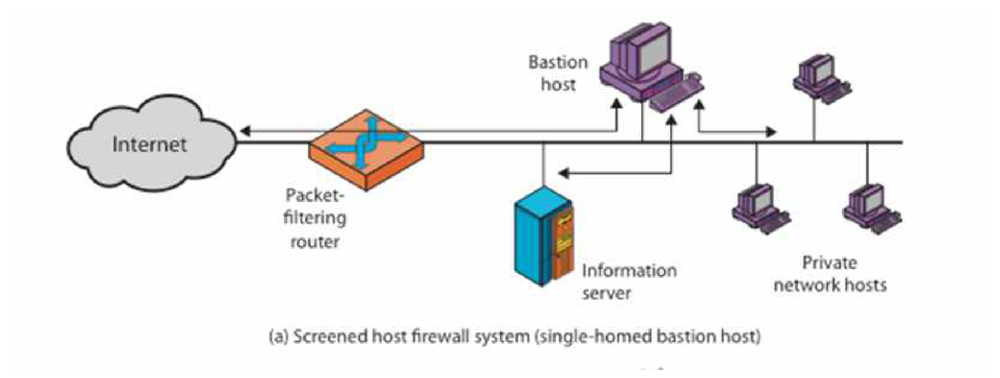 Bastion
host
Internet
Packet-
filtering
router
Information
server
Private
network hosts
(a) Screened host firewall system (single-homed bastion host)